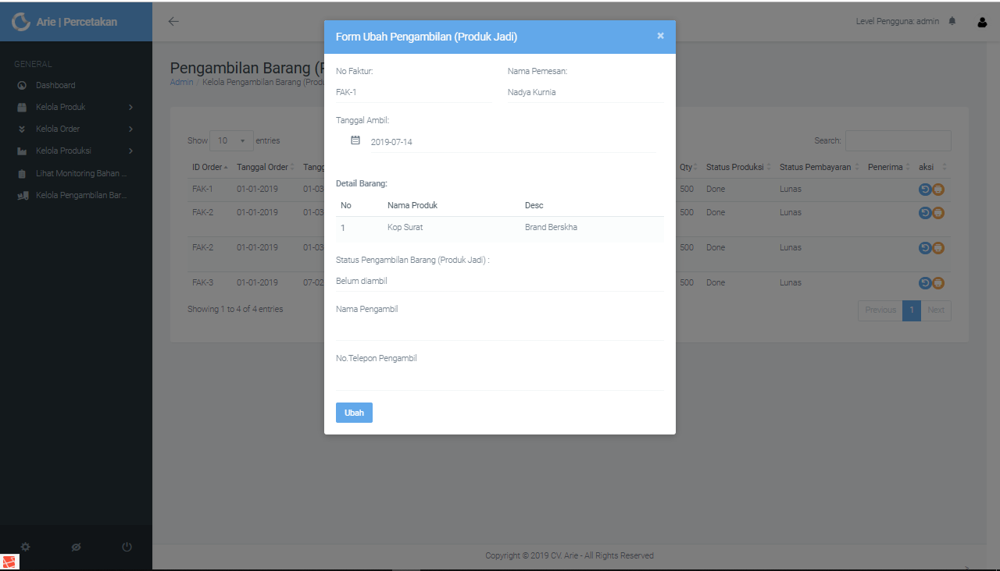 Arie | Percetakan
Level Pengguna: admin
GENERAL
Dashboard
Kelola Produk
Kelola Order
Kelola Produksi
Lihat Monitoring Bahan ...
Kelola Pengambilan Bar...
Pengambilan Barang (
Admin / Kelola Pengambilan Barang (Prod
Show 10 entries
Search:
ID Order Tanggal Order Tangg Qty Status Produksi Status Pembayaran Penerima aksi
FAK-1 01-01-2019 01-03 500 Done Lunas
FAK-2 01-01-2019 01-03 500 Done Lunas
FAK-2 01-01-2019 01-03 500 Done Lunas
FAK-3 01-01-2019 07-02 500 Done Lunas
Showing 1 to 4 of 4 entries
Previous 1 Next
Form Ubah Pengambilan (Produk Jadi) ×
No Faktur: Nama Pemesan:
FAK-1 Nadya Kurnia
Tanggal Ambil:
2019-07-14
Detail Barang:
No Nama Produk Desc
1 Kop Surat Brand Berskha
Status Pengambilan Barang (Produk Jadi) :
Belum diambil
Nama Pengambil
No.Telepon Pengambil
Ubah
Copyright © 2019 CV. Arie - All Rights Reserved